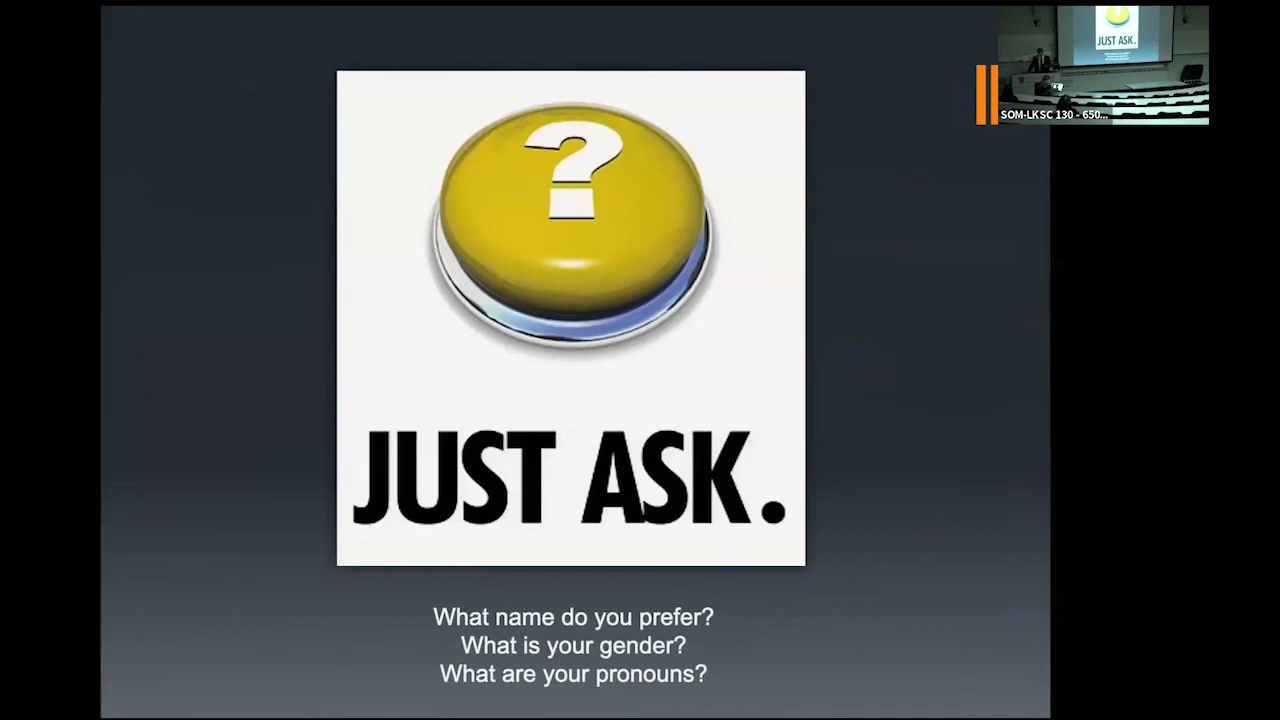 ?
JUST ASK.
What name do you prefer?
What is your gender?
What are your pronouns?
JUST ASK.
SOM-LKSC 130 - 650...